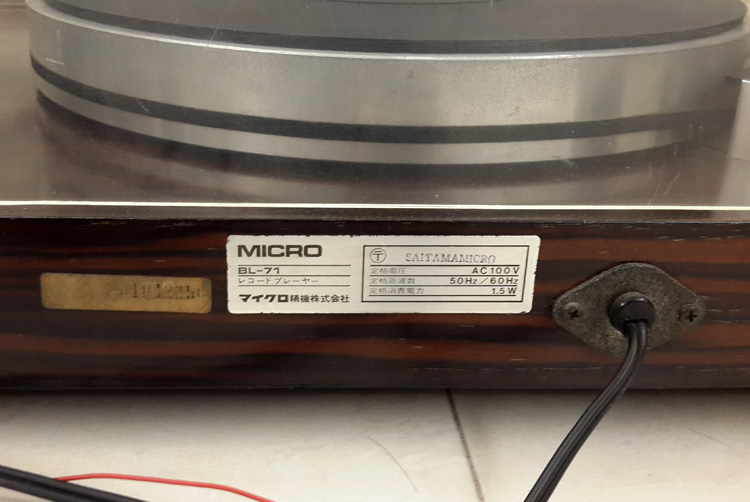 MICRO
BL-71
レコードプレーヤー
マイクロ精機株式会社
〒 SAITAMAMICRO
定格電圧 AC100V
定格周波数 50Hz/60Hz
定格消費電力 1.5W